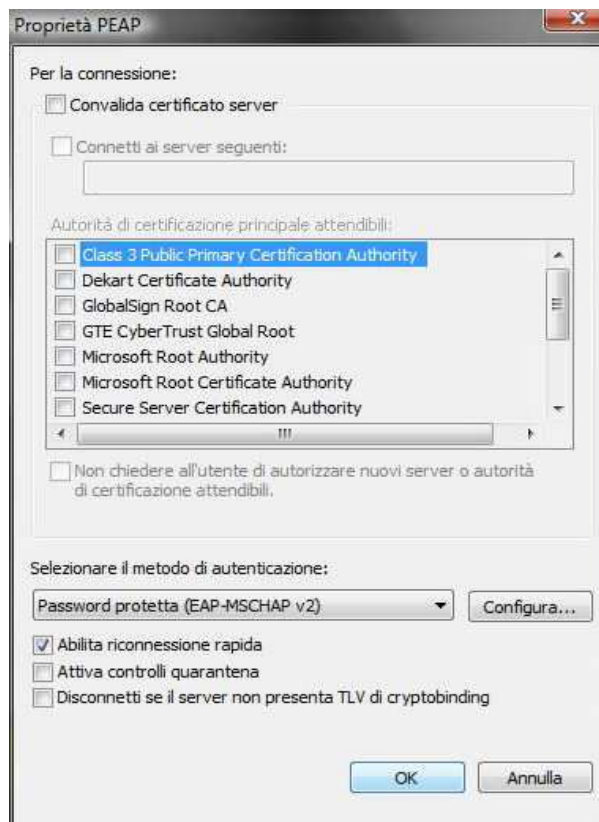 Proprietà PEAP
Per la connessione:
Convalida certificato server
Connetti ai server seguenti:
Autorità di certificazione principale attendibili:
Class 3 Public Primary Certification Authority
Dekart Certificate Authority
GlobalSign Root CA
GTE CyberTrust Global Root
Microsoft Root Authority
Microsoft Root Certificate Authority
Secure Server Certification Authority
Non chiedere all'utente di autorizzare nuovi server o autorità
di certificazione attendibili.
Selezionare il metodo di autenticazione:
Password protetta (EAP-MSCHAP v2)
Configura...
Abilita riconnessione rapida
Attiva controlli quarantena
Disconnetti se il server non presenta TLV di cryptobinding
OK
Annulla